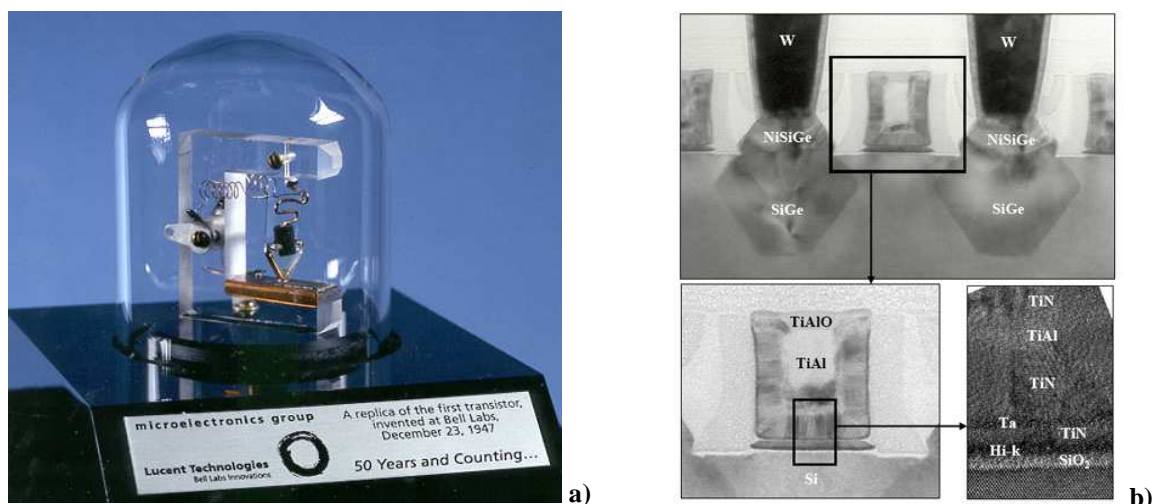 microelectronics group
A replica of the first transistor,
invented at Bell Labs,
December 23, 1947
Lucent Technologies
Bell Labs Innovations
50 Years and Counting...
a)
W
W
NiSiGe
NiSiGe
SiGe
SiGe
TiAlO
TiAl
Si
TiN
TiAl
TiN
Ta
TiN
Hi-k
SiO₂
b)